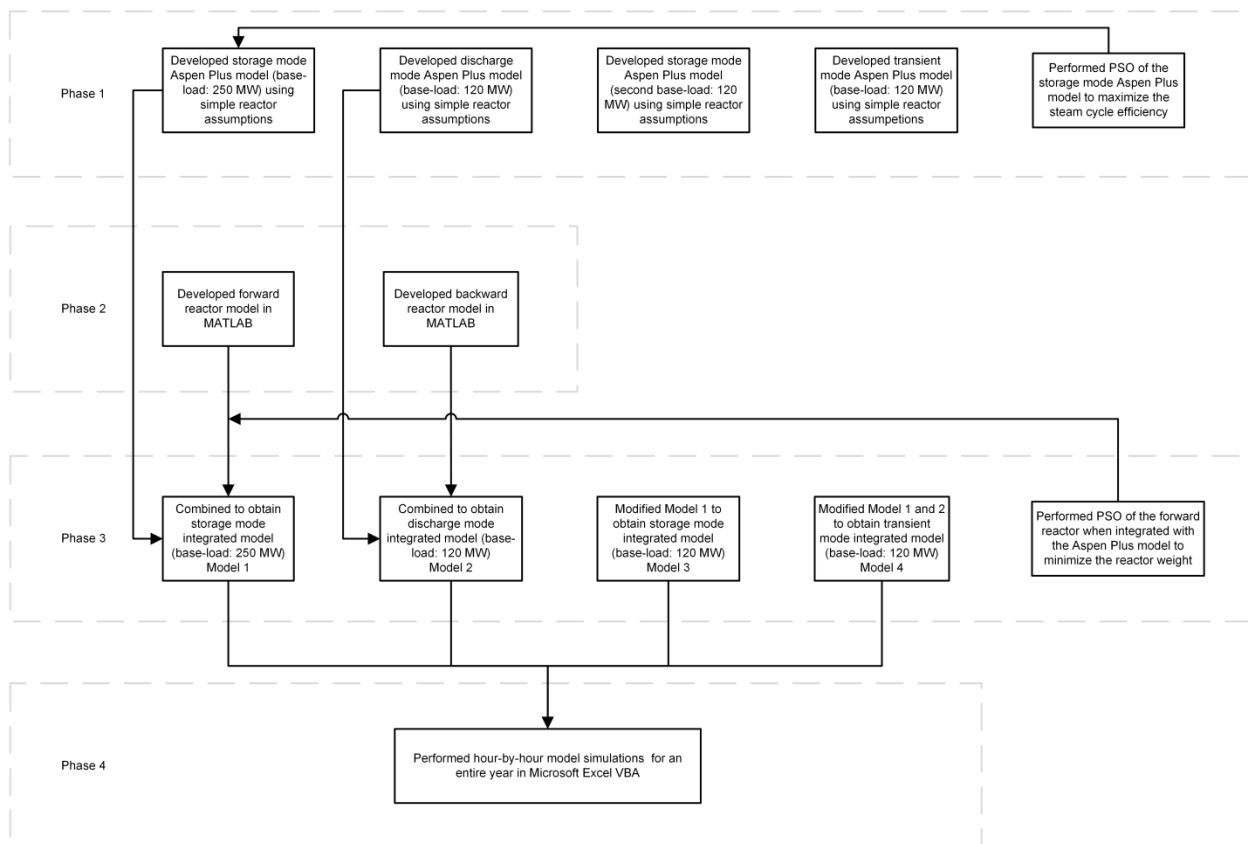 Phase 1
Developed storage mode
Aspen Plus model (base-
load: 250 MW) using
simple reactor
assumptions
Developed discharge
mode Aspen Plus model
(base-load: 120 MW)
using simple reactor
assumptions
Developed storage mode
Aspen Plus model
(second base-load: 120
MW) using simple reactor
assumptions
Developed transient
mode Aspen Plus model
(base-load: 120 MW)
using simple reactor
assumpetions
Performed PSO of the
storage mode Aspen Plus
model to maximize the
steam cycle efficiency
Phase 2
Developed forward
reactor model in
MATLAB
Developed backward
reactor model in
MATLAB
Phase 3
Combined to obtain
storage mode
integrated model
(base-load: 250 MW)
Model 1
Combined to obtain
discharge mode
integrated model (base-
load: 120 MW)
Model 2
Modified Model 1 to
obtain storage mode
integrated model
(base-load: 120 MW)
Model 3
Modified Model 1 and 2
to obtain transient
mode integrated model
(base-load: 120 MW)
Model 4
Performed PSO of the forward
reactor when integrated with
the Aspen Plus model to
minimize the reactor weight
Phase 4
Performed hour-by-hour model simulations for an
entire year in Microsoft Excel VBA